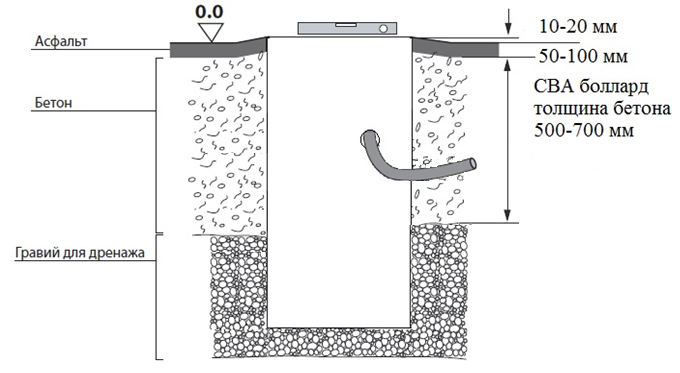 0.0
10-20 мм
Асфальт
50-100 мм
СВА боллард
толщина бетона
500-700 мм
Бетон
Гравий для дренажа